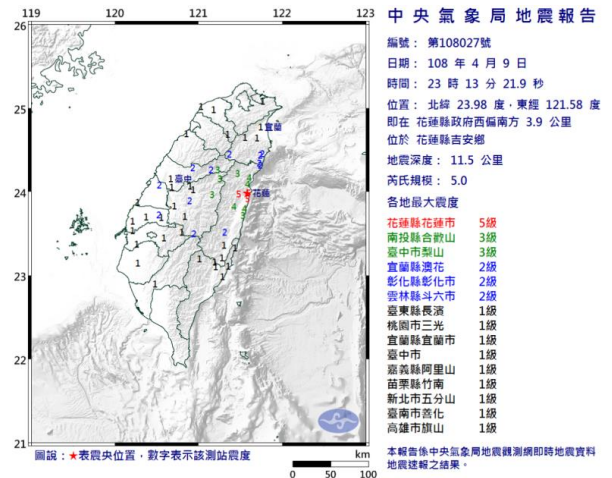 中央氣象局地震報告
編號： 第108027號
日期： 108 年 4 月 9 日
時間： 23 時 13 分 21.9 秒
位置： 北緯 23.98 度，東經 121.58 度
即在 花蓮縣政府西偏南方 3.9 公里
位於 花蓮縣吉安鄉
地震深度： 11.5 公里
芮氏規模： 5.0
各地最大震度
花蓮縣花蓮市 5級
南投縣合歡山 3級
臺中市梨山 3級
宜蘭縣澳花 2級
彰化縣彰化市 2級
雲林縣斗六市 2級
臺東縣長濱 1級
桃園市三光 1級
宜蘭縣宜蘭市 1級
臺中市 1級
嘉義縣阿里山 1級
苗栗縣竹南 1級
新北市五分山 1級
臺南市善化 1級
高雄市旗山 1級
本報告係中央氣象局地震觀測網即時地震資料
地震速報之結果。
119 120 121 122 123
26
25
24
23
22
21
宜蘭
臺中
花蓮
圖說：★表震央位置，數字表示該測站震度
km
0 50 100